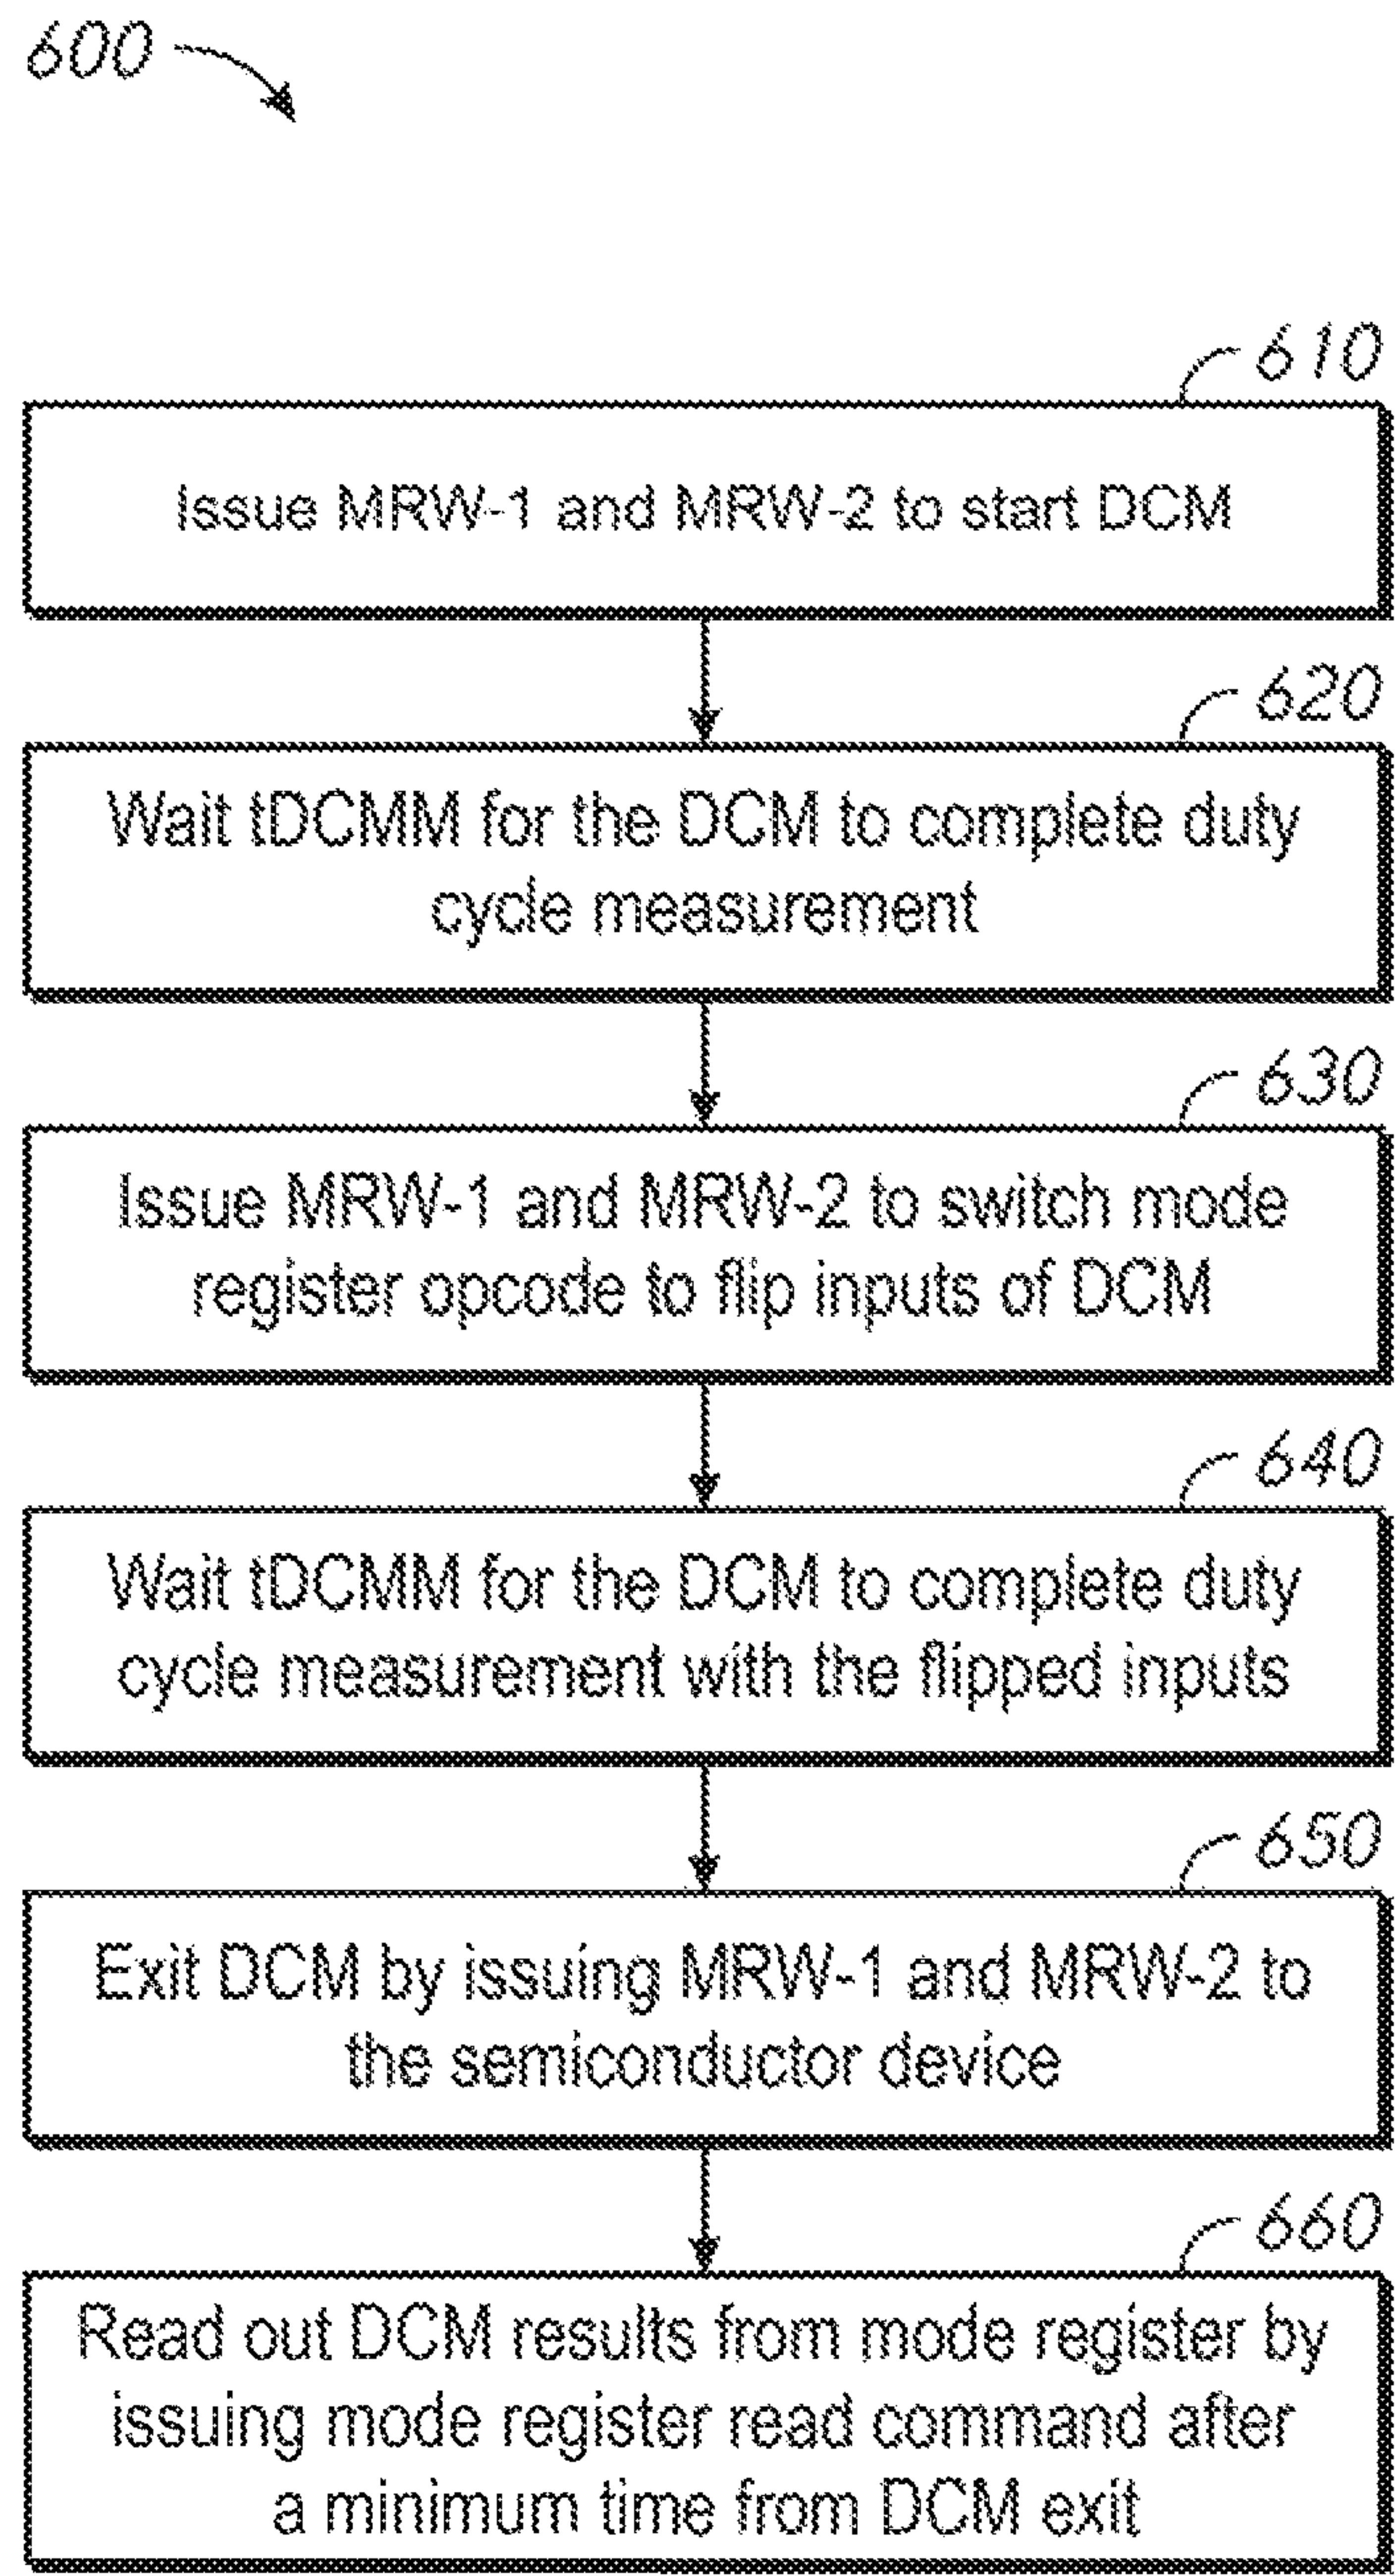 600
610
Issue MRW-1 and MRW-2 to start DCM
620
Wait tDCMM for the DCM to complete duty
cycle measurement
630
Issue MRW-1 and MRW-2 to switch mode
register opcode to flip inputs of DCM
640
Wait tDCMM for the DCM to complete duty
cycle measurement with the flipped inputs
650
Exit DCM by issuing MRW-1 and MRW-2 to
the semiconductor device
660
Read out DCM results from mode register by
issuing mode register read command after
a minimum time from DCM exit